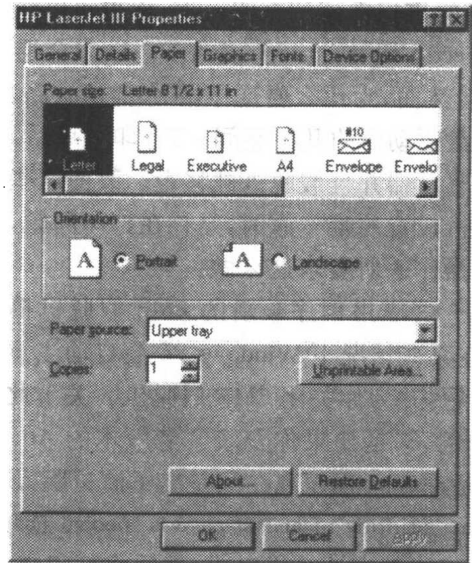 HP LaserJet III Properties
General Details Paper Graphics Fonts Device Options
Paper size: Letter 8 1/2 x 11 in
#10
Letter Legal Executive A4 Envelope Envelo
Orientation
A Portrait A Landscape
Paper source: Upper tray
Copies: 1 Unprintable Area...
About... Restore Defaults
OK Cancel Apply